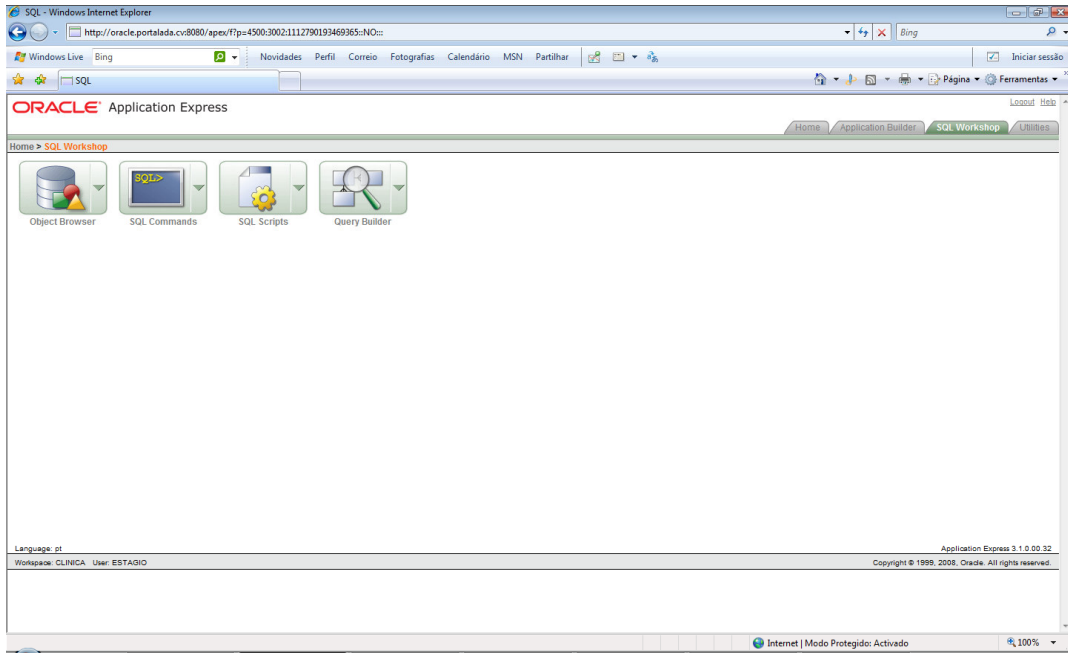 SQL - Windows Internet Explorer
http://oracle.portalada.cv:8080/apex/f?p=4500:3002:1112790193469365::NO:::
Bing
Windows Live Bing Novidades Perfil Correio Fotografias Calendário MSN Partilhar Iniciar sessão
SQL Página Ferramentas
ORACLE Application Express
Logout Help
Home Application Builder SQL Workshop Utilities
Home > SQL Workshop
SQL>
Object Browser SQL Commands SQL Scripts Query Builder
Language: pt Application Express 3.1.0.00.32
Workspace: CLINICA User: ESTAGIO Copyright © 1999, 2008, Oracle. All rights reserved.
Internet | Modo Protegido: Activado 100%